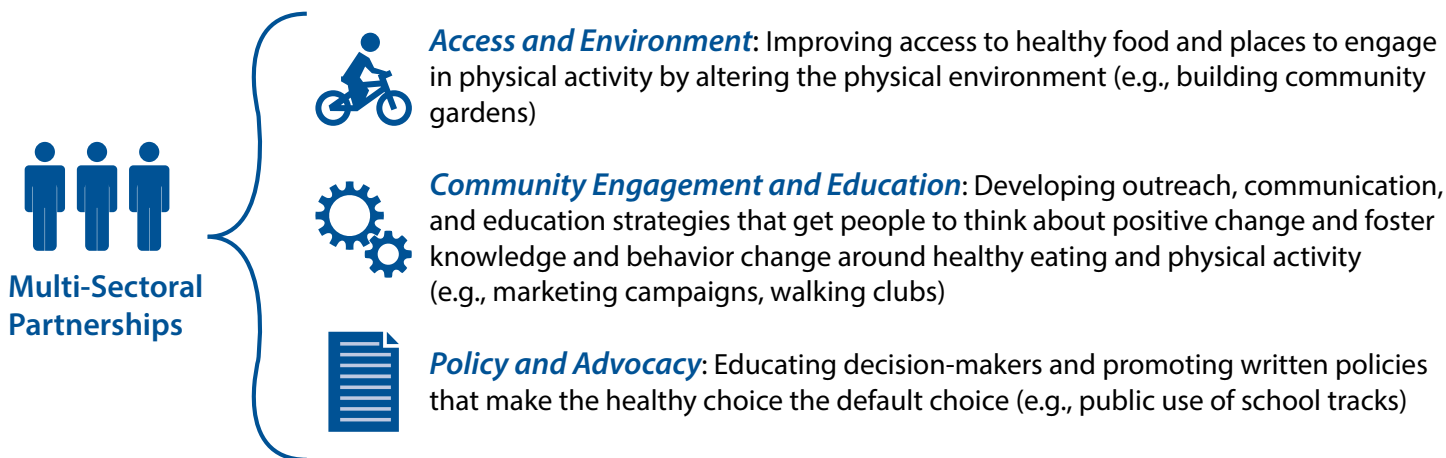 Multi-Sectoral
Partnerships
Access and Environment: Improving access to healthy food and places to engage
in physical activity by altering the physical environment (e.g., building community
gardens)
Community Engagement and Education: Developing outreach, communication,
and education strategies that get people to think about positive change and foster
knowledge and behavior change around healthy eating and physical activity
(e.g., marketing campaigns, walking clubs)
Policy and Advocacy: Educating decision-makers and promoting written policies
that make the healthy choice the default choice (e.g., public use of school tracks)